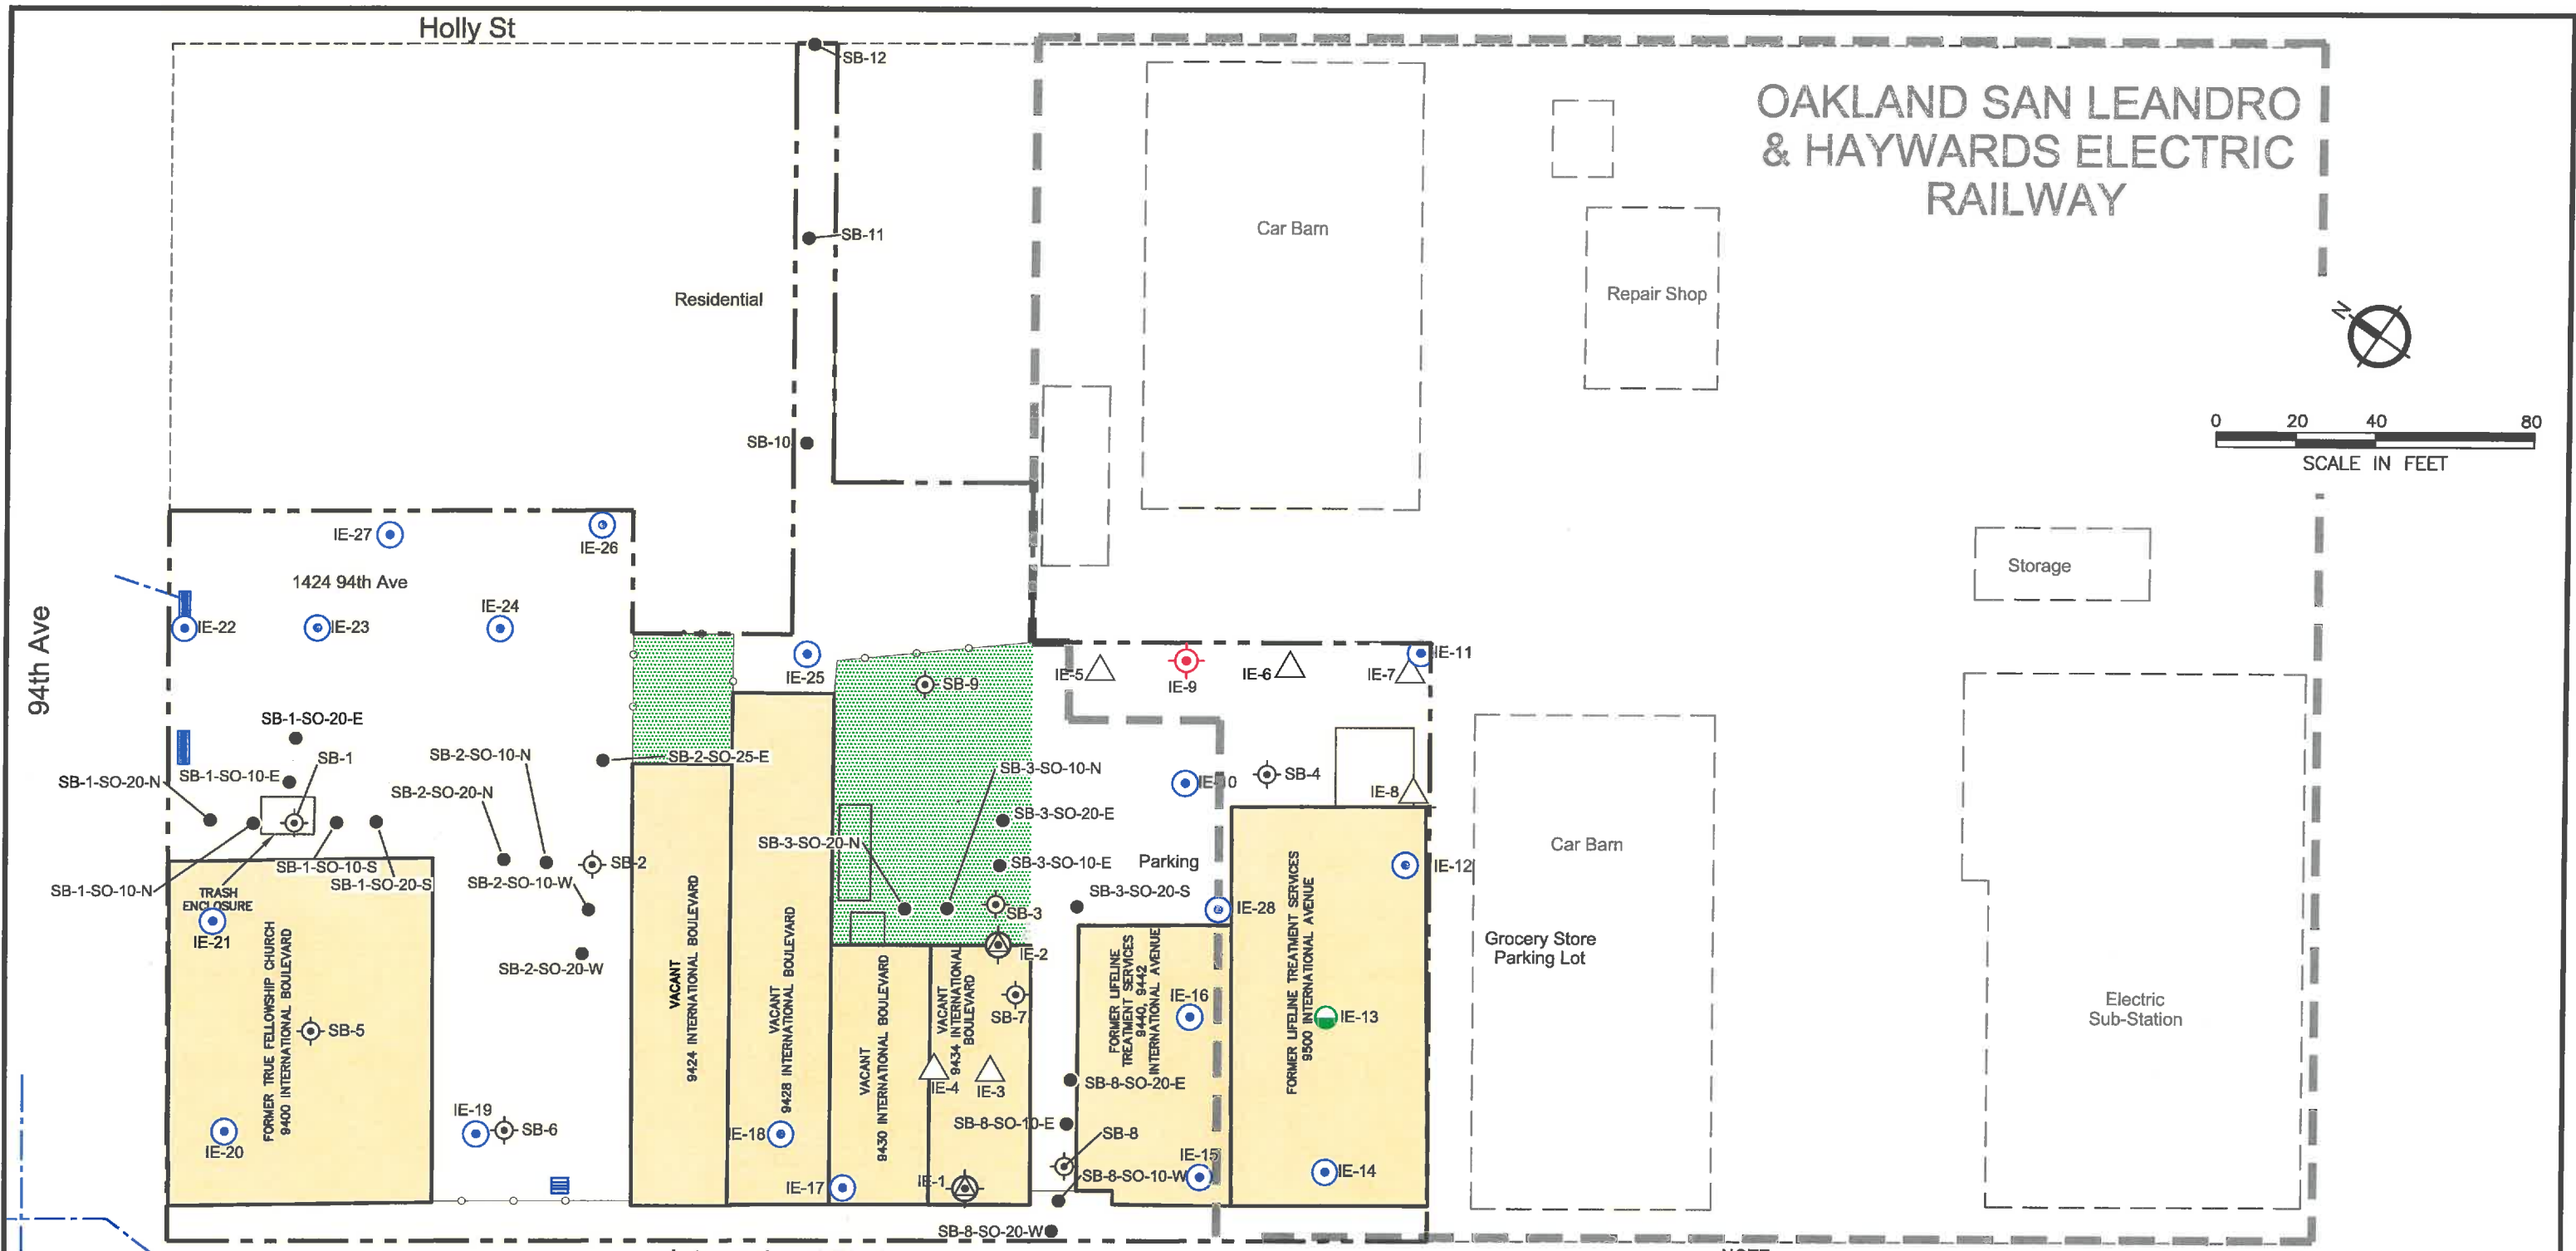 Holly St
SB-12
OAKLAND SAN LEANDRO
& HAYWARDS ELECTRIC
RAILWAY
Car Barn
SB-11
Residential
Repair Shop
N
SB-10
0 20 40 80
SCALE IN FEET
IE-27
IE-26
1424 94th Ave
Storage
94th Ave
IE-22
IE-23
IE-24
IE-25
SB-9
IE-5
IE-9
IE-6
IE-7
IE-11
SB-1-SO-20-E
SB-1
SB-2-SO-10-N
SB-2-SO-25-E
SB-3-SO-10-N
SB-1-SO-20-N
SB-1-SO-10-E
SB-2-SO-20-N
IE-10
SB-4
IE-8
SB-3-SO-20-E
SB-3-SO-20-N
SB-3-SO-10-E
Parking
Car Barn
SB-1-SO-10-N
TRASH
ENCLOSURE
SB-1-SO-10-S
SB-1-SO-20-S
SB-2-SO-10-W
SB-2
SB-3-SO-20-S
IE-12
IE-21
SB-3
IE-28
IE-2
SB-2-SO-20-W
Grocery Store
Parking Lot
FORMER TRUE FELLOWSHIP CHURCH
9400 INTERNATIONAL BOULEVARD
VACANT
9424 INTERNATIONAL BOULEVARD
VACANT
9428 INTERNATIONAL BOULEVARD
VACANT
9430 INTERNATIONAL BOULEVARD
VACANT
9434 INTERNATIONAL
BOULEVARD
FORMER LIFELINE
TREATMENT SERVICES
9440, 9442
INTERNATIONAL AVENUE
FORMER LIFELINE TREATMENT SERVICES
9500 INTERNATIONAL AVENUE
SB-7
IE-16
IE-13
Electric
Sub-Station
SB-5
IE-4
IE-3
SB-8-SO-20-E
IE-19
SB-6
IE-20
IE-18
SB-8-SO-10-E
SB-8
IE-15
IE-14
IE-17
IE-1
SB-8-SO-10-W
SB-8-SO-20-W